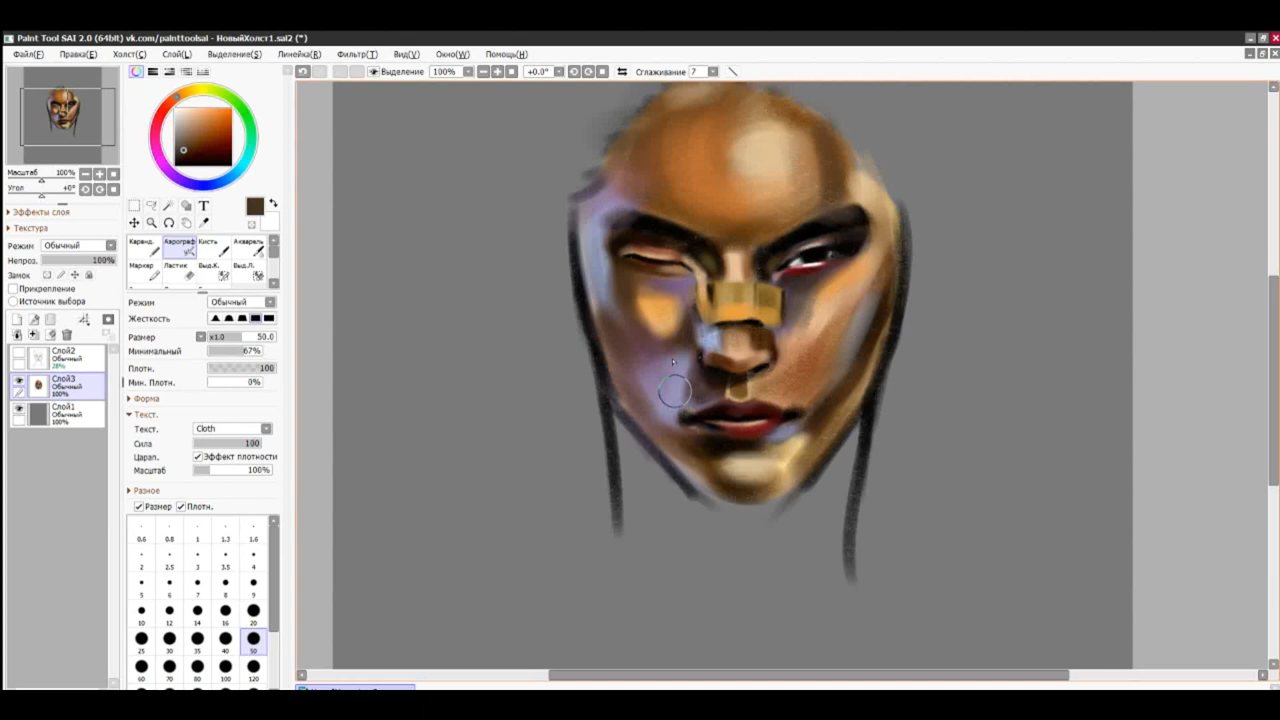 Paint Tool SAI 2.0 (64bit) vk.com/painttoolsai - НовыйХолст1.sai2 (*)
Файл(F) Правка(E) Холст(C) Слой(L) Выделение(S) Линейка(R) Фильтр(T) Вид(V) Окно(W) Помощь(H)
Выделение 100% +0.0° Сглаживание 7
Масштаб 100%
Угол +0°
Эффекты слоя
Текстура
Режим Обычный
Непроз. 100%
Замок
Прикрепление
Источник выбора
Слой2
Обычный
28%
Слой3
Обычный
100%
Слой1
Обычный
100%
T
Каранд. Аэрограф Кисть Акварель
Маркер Ластик Выд.К. Выд.Л.
Режим Обычный
Жесткость
Размер x1.0 50.0
Минимальный 67%
Плотн. 100
Мин. Плотн. 0%
Форма
Текст.
Текст. Cloth
Сила 100
Царап. Эффект плотности
Масштаб 100%
Разное
Размер Плотн.
0.6 0.8 1 1.3 1.6
2 2.5 3 3.5 4
5 6 7 8 9
10 12 14 16 20
25 30 35 40 50
60 70 80 100 120